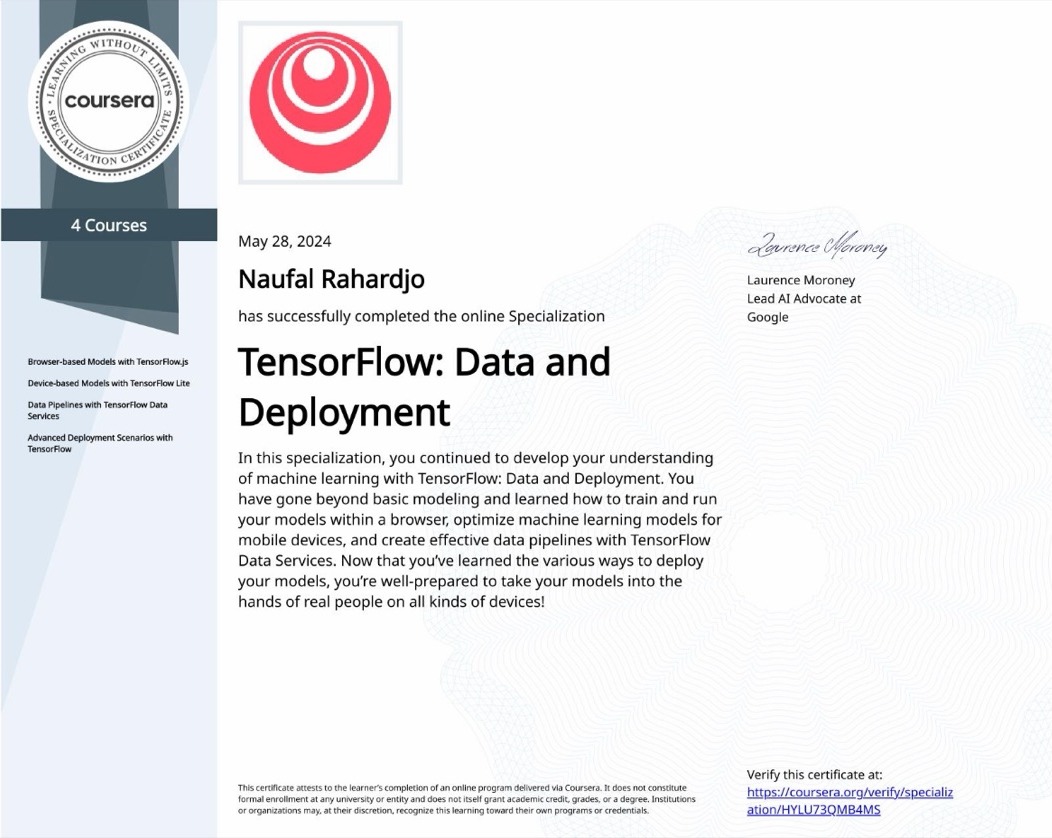 LEARNING WITHOUT LIMITS
coursera
SPECIALIZATION CERTIFICATE
4 Courses
Browser-based Models with TensorFlow.js
Device-based Models with TensorFlow Lite
Data Pipelines with TensorFlow Data
Services
Advanced Deployment Scenarios with
TensorFlow
May 28, 2024
Naufal Rahardjo
has successfully completed the online Specialization
TensorFlow: Data and
Deployment
In this specialization, you continued to develop your understanding
of machine learning with TensorFlow: Data and Deployment. You
have gone beyond basic modeling and learned how to train and run
your models within a browser, optimize machine learning models for
mobile devices, and create effective data pipelines with TensorFlow
Data Services. Now that you’ve learned the various ways to deploy
your models, you’re well-prepared to take your models into the
hands of real people on all kinds of devices!
Laurence Moroney
Laurence Moroney
Lead AI Advocate at
Google
This certificate attests to the learner’s completion of an online program delivered via Coursera. It does not constitute
formal enrollment at any university or entity and does not itself grant academic credit, grades, or a degree. Institutions
or organizations may, at their discretion, recognize this learning toward their own programs or credentials.
Verify this certificate at:
https://coursera.org/verify/specializ
ation/HYLU73QMB4MS